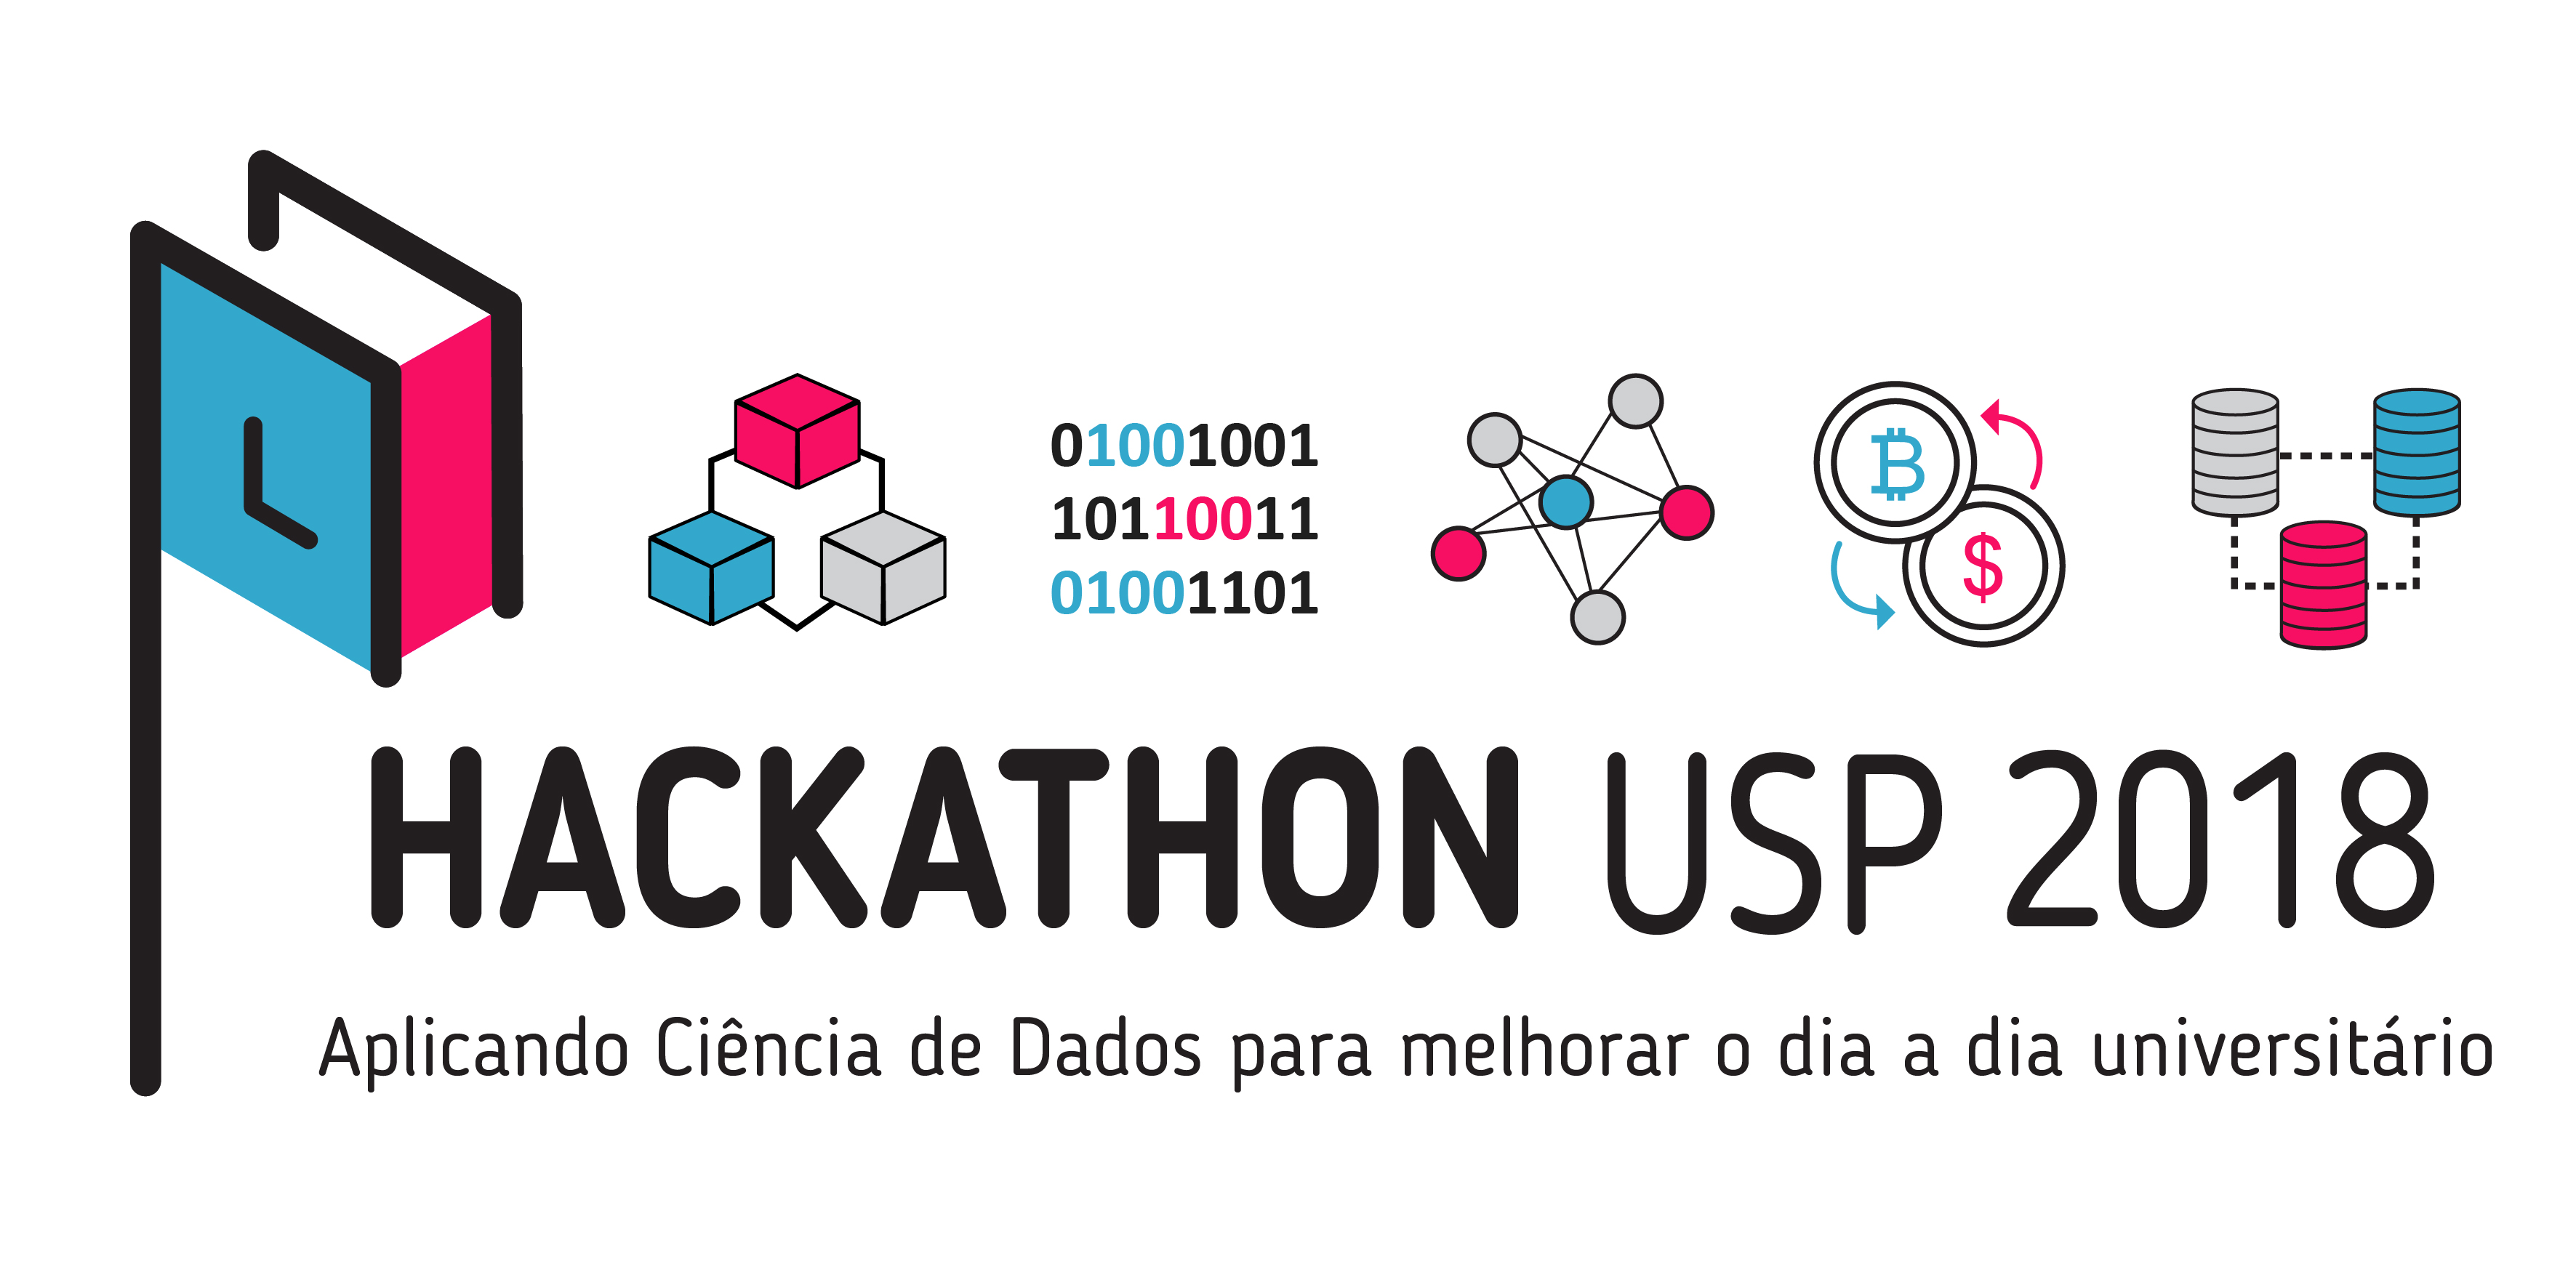 01001001
10110011
01001101
₿
$
HACKATHON USP 2018
Aplicando Ciência de Dados para melhorar o dia a dia universitário